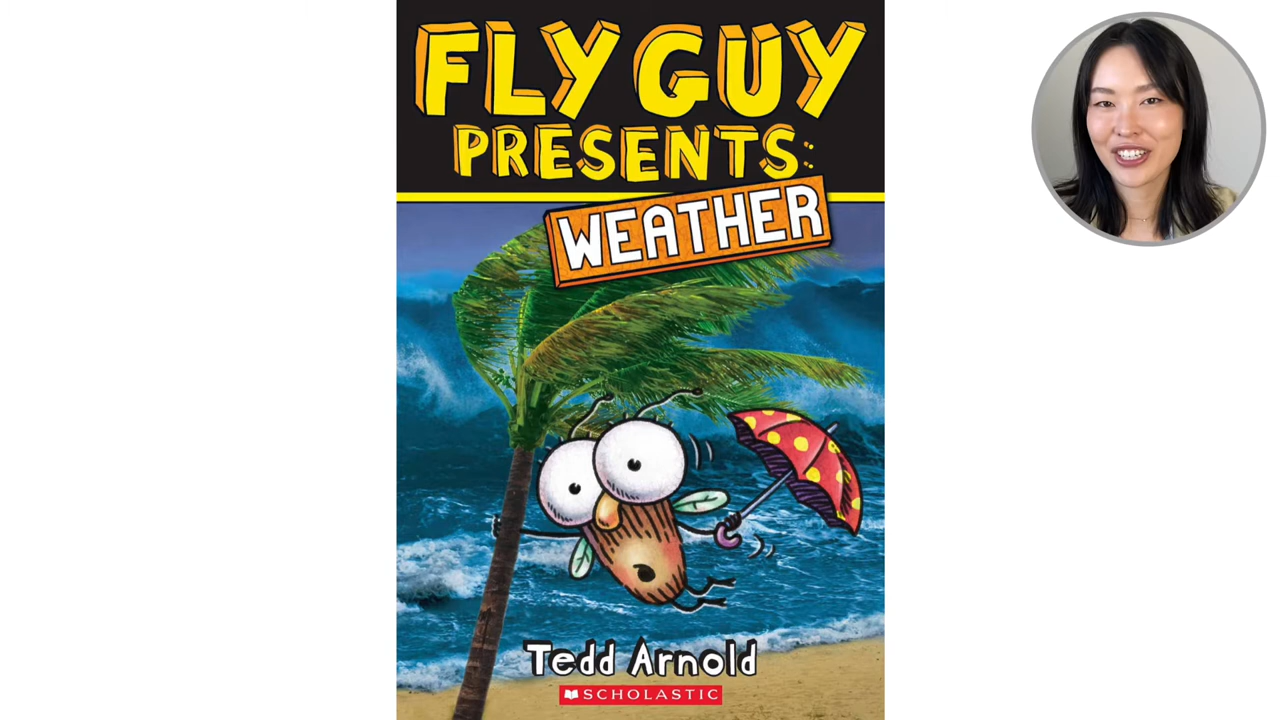 FLY GUY
PRESENTS:
WEATHER
Tedd Arnold
SCHOLASTIC